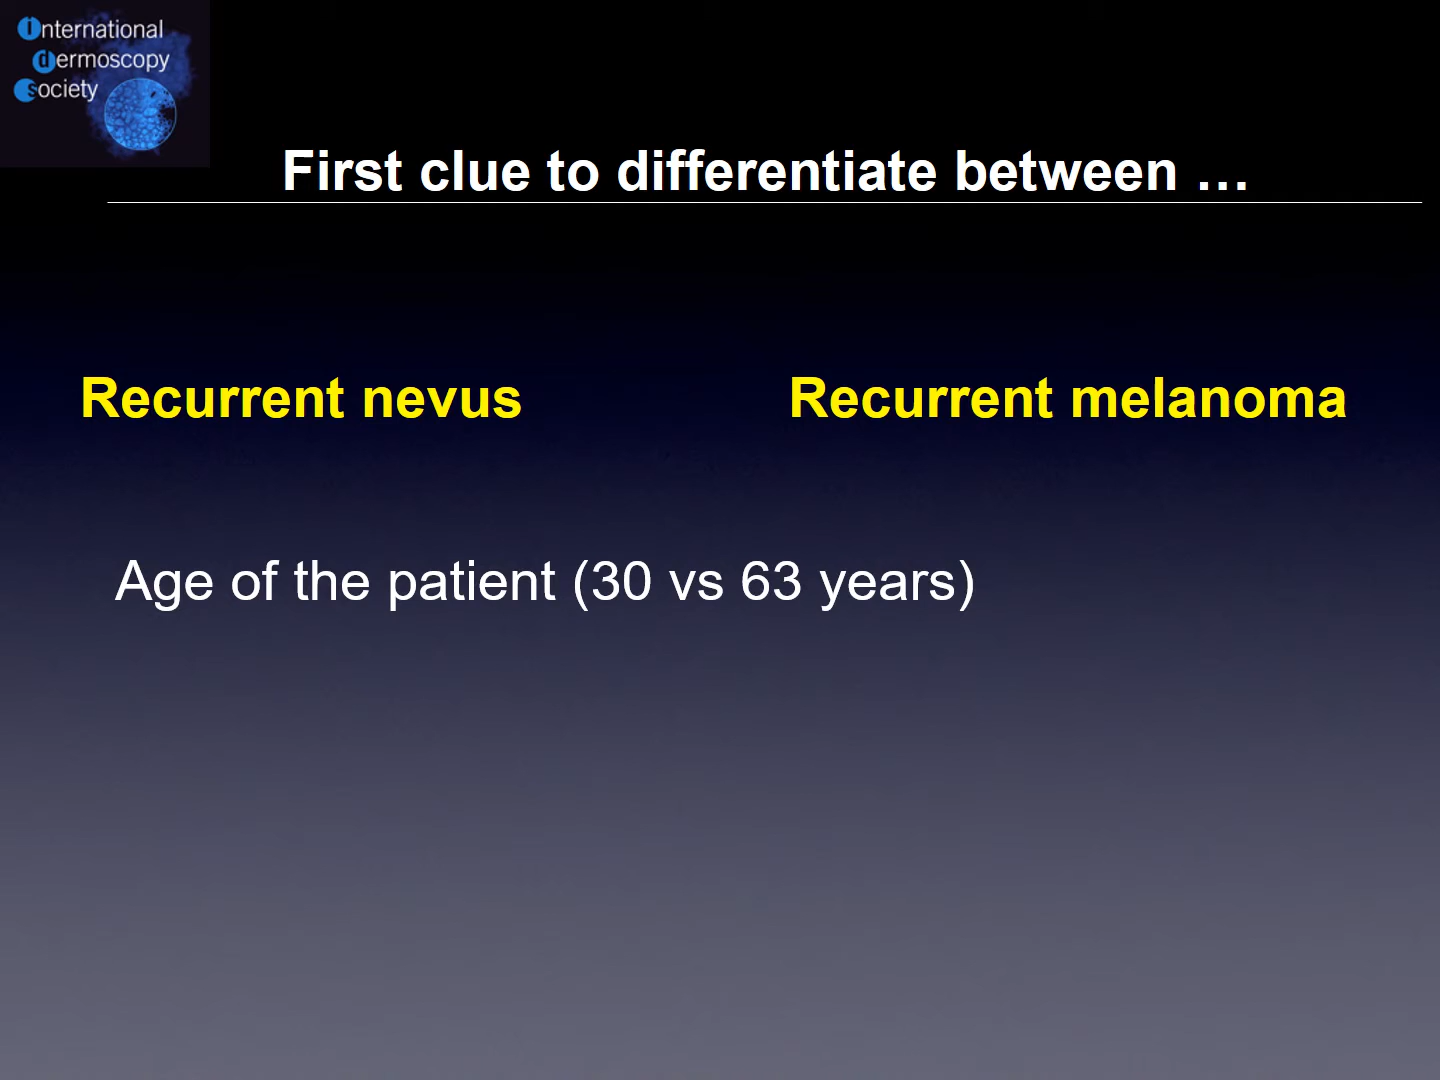 International
dermoscopy
Society
First clue to differentiate between …
Recurrent nevus
Recurrent melanoma
Age of the patient (30 vs 63 years)